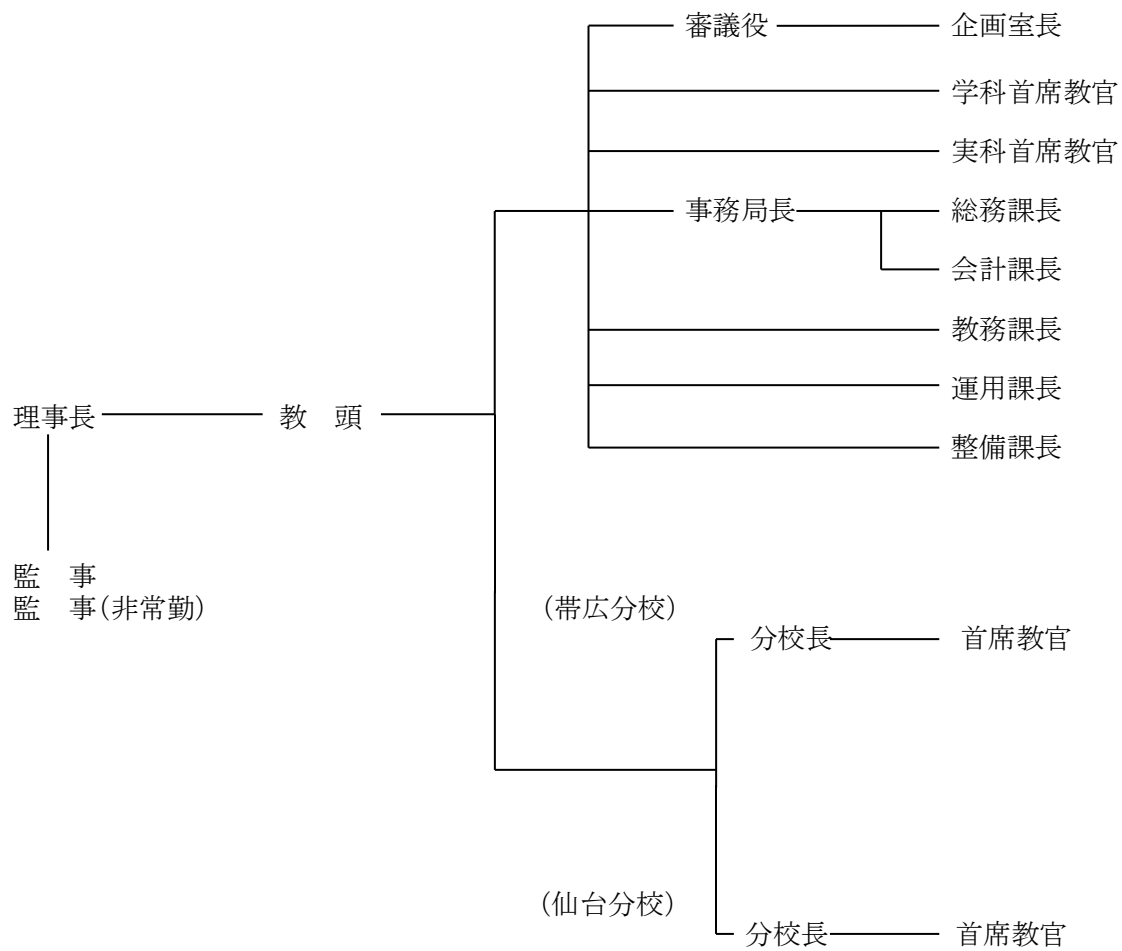 審議役 企画室長
学科首席教官
実科首席教官
事務局長 総務課長
会計課長
教務課長
運用課長
理事長 教　頭
整備課長
監　事
監　事(非常勤)
(帯広分校)
分校長 首席教官
(仙台分校)
分校長 首席教官